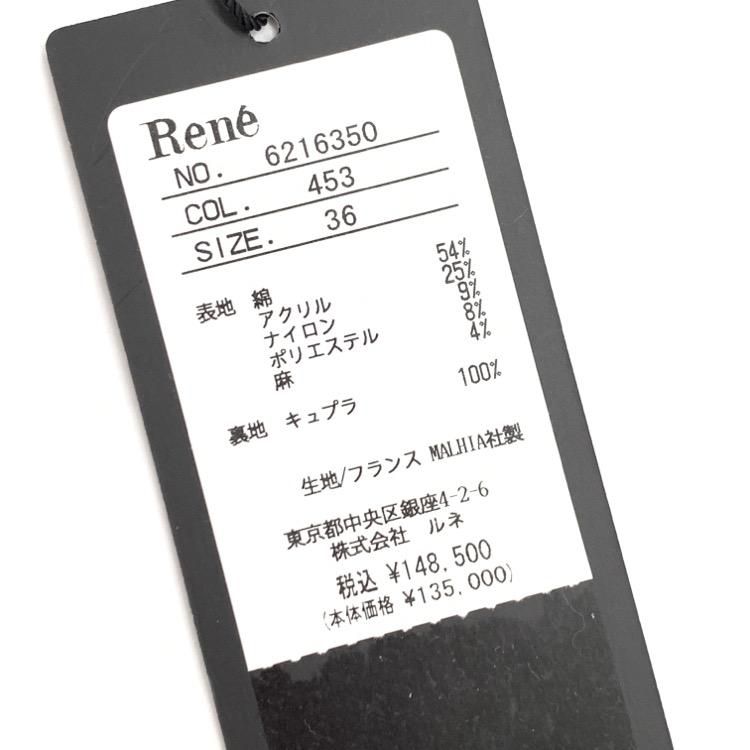 René
NO. 6216350
COL. 453
SIZE. 36
表地 綿 54%
アクリル 25%
ナイロン 9%
ポリエステル 8%
麻 4%
裏地 キュプラ 100%
生地/フランス MALHIA社製
東京都中央区銀座4-2-6
株式会社 ルネ
税込 ¥148,500
(本体価格 ¥135,000)